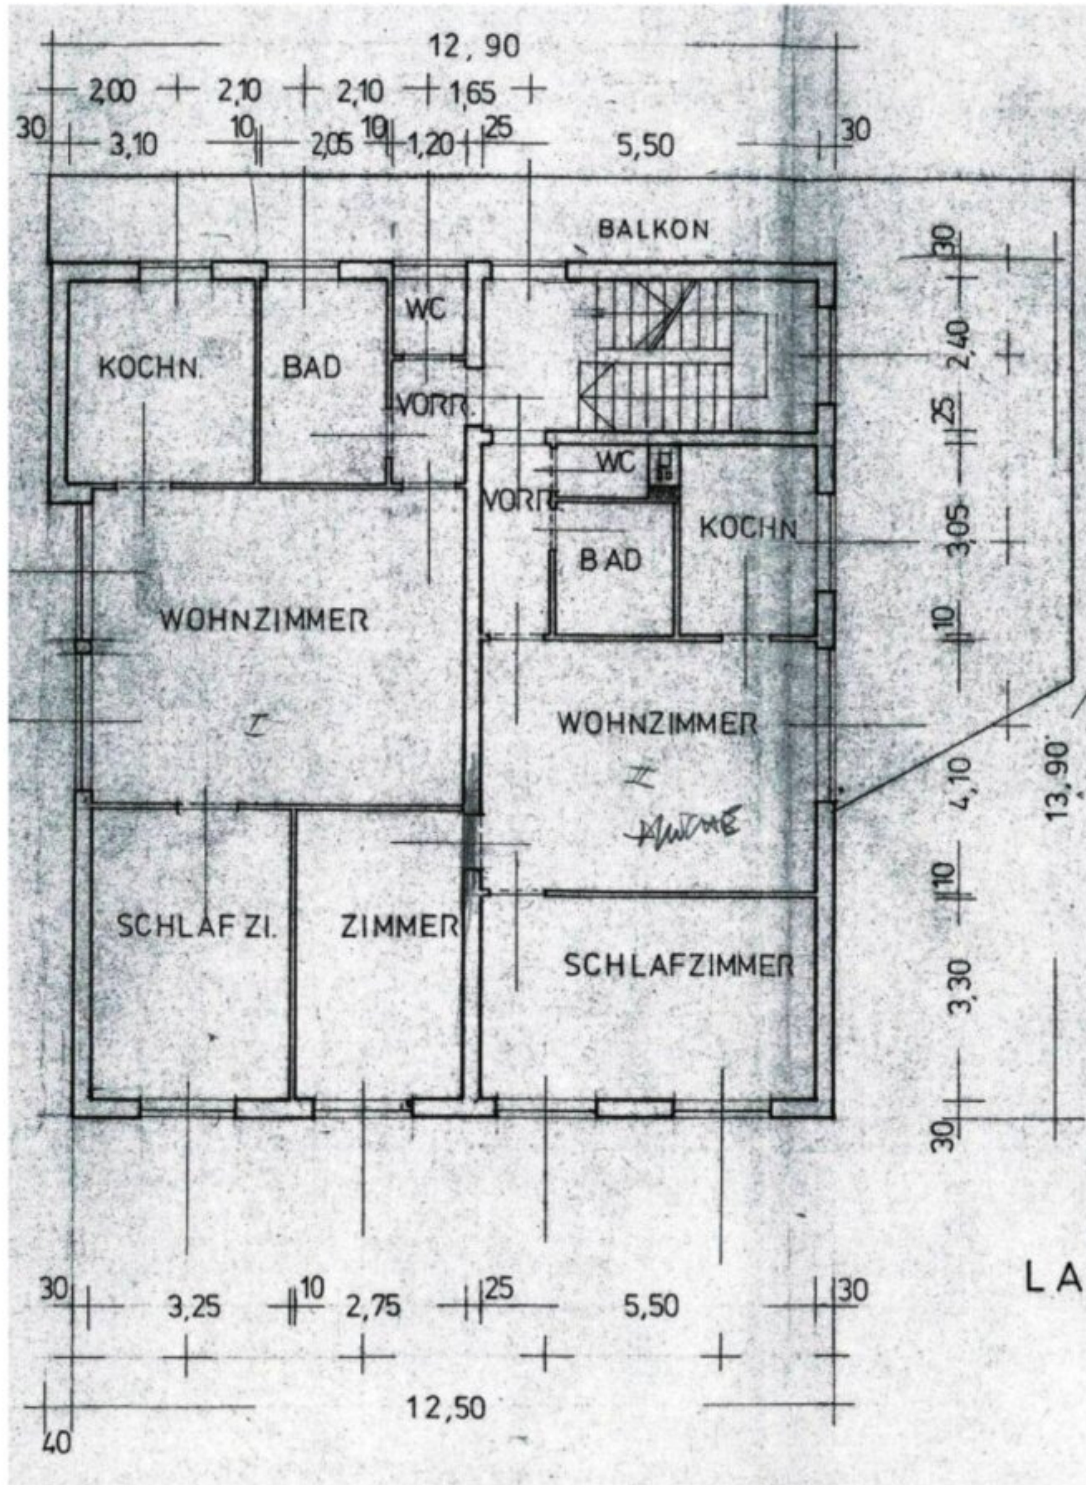 12,90
2,00 2,10 2,10 1,65
30 3,10 10 2,05 10 1,20 25 5,50 30
BALKON
30
WC
KOCHN. BAD
2,40
VORR.
25
WC
VORR.
KOCHN
3,05
BAD
WOHNZIMMER
10
I
WOHNZIMMER
II
4,10
13,90
10
SCHLAFZI. ZIMMER
SCHLAFZIMMER
3,30
30
LA
30 3,25 10 2,75 25 5,50 30
12,50
40